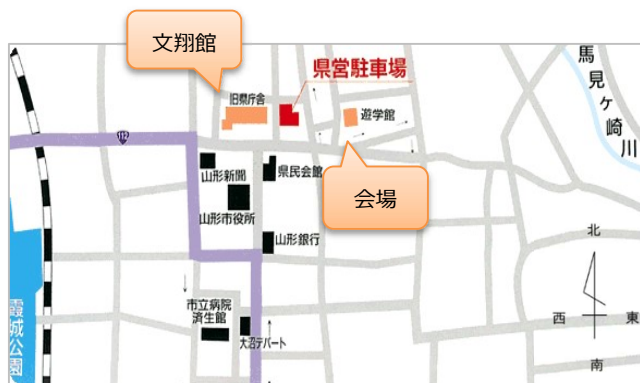 文翔館
県営駐車場
馬見ヶ崎川
旧県庁舎
遊学館
112
山形新聞
県民会館
会場
山形市役所
山形銀行
北
西
東
南
霞城公園
市立病院
済生館
大沼デパート